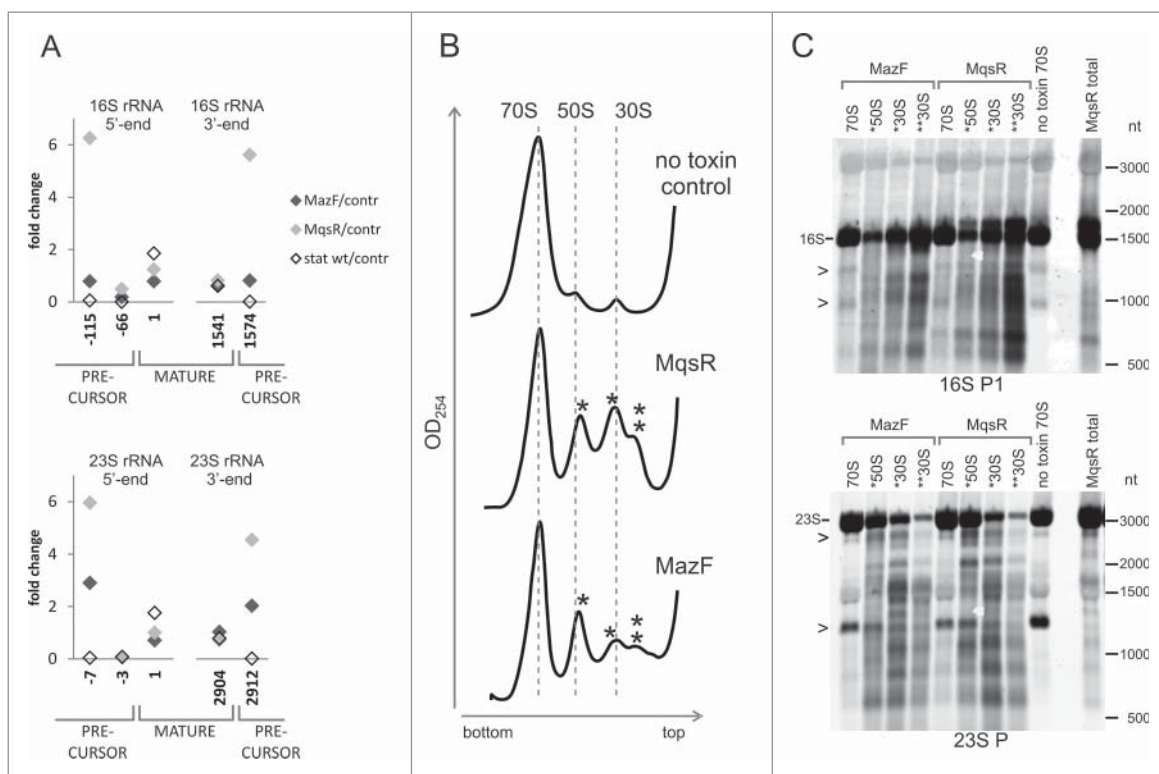 A
16S rRNA 5'-end
16S rRNA 3'-end
fold change
6
4
2
0
MazF/contr
MqsR/contr
stat wt/contr
-115
-66
1
1541
1574
PRE-CURSOR
MATURE
PRE-CURSOR
23S rRNA 5'-end
23S rRNA 3'-end
fold change
6
4
2
0
-7
-3
1
2904
2912
PRE-CURSOR
MATURE
PRE-CURSOR
B
70S 50S 30S
no toxin control
MqsR
*
*
**
MazF
*
*
**
OD254
bottom
top
C
MazF
MqsR
70S
*50S
*30S
**30S
70S
*50S
*30S
**30S
no toxin 70S
MqsR total
nt
3000
2000
1500
1000
500
16S
>
>
16S P1
MazF
MqsR
70S
*50S
*30S
**30S
70S
*50S
*30S
**30S
no toxin 70S
MqsR total
nt
3000
2000
1500
1000
500
23S
>
>
23S P